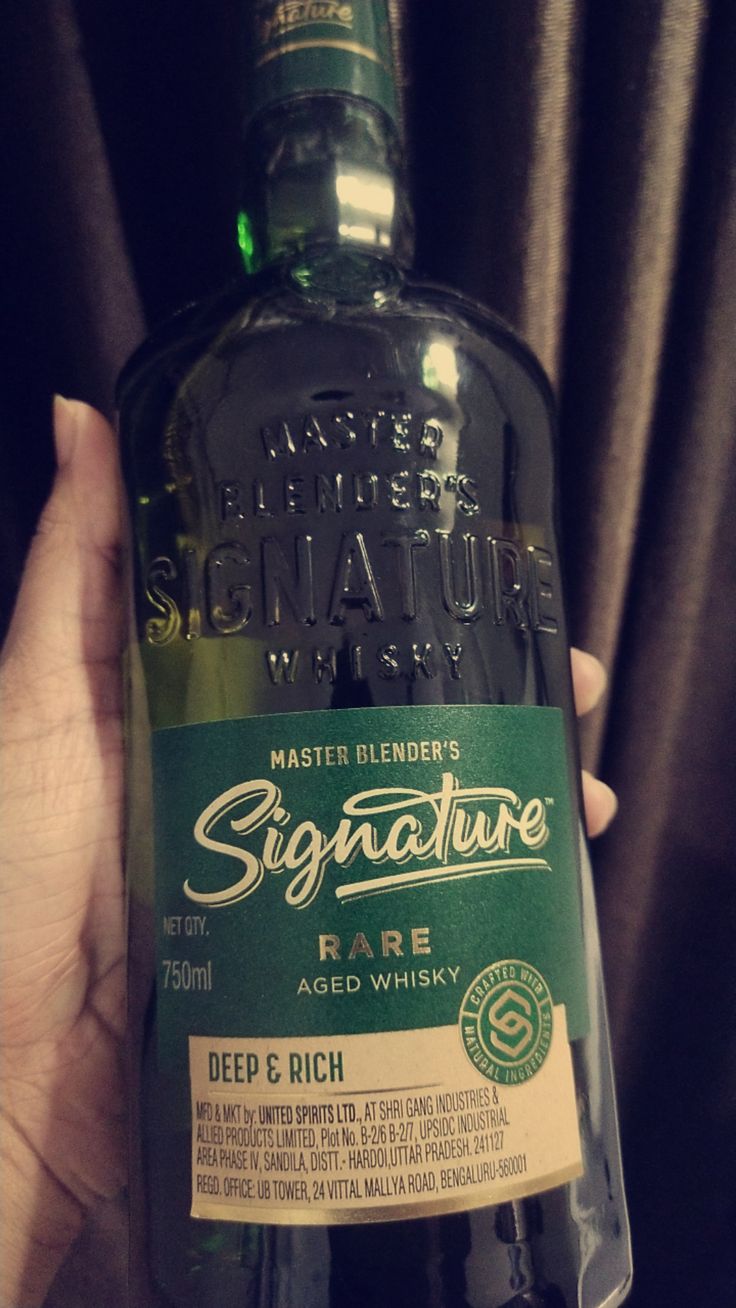 Signature
MASTER
BLENDER'S
SIGNATURE
WHISKY
MASTER BLENDER'S
Signature™
NET QTY.
750ml
RARE
AGED WHISKY
CRAFTED WITH
NATURAL INGREDIENTS
DEEP & RICH
MFD & MKT by: UNITED SPIRITS LTD., AT SHRI GANG INDUSTRIES &
ALLIED PRODUCTS LIMITED, Plot No. B-2/6 B-2/7, UPSIDC INDUSTRIAL
AREA PHASE IV, SANDILA, DISTT.- HARDOI,UTTAR PRADESH. 241127
REGD. OFFICE: UB TOWER, 24 VITTAL MALLYA ROAD, BENGALURU-560001